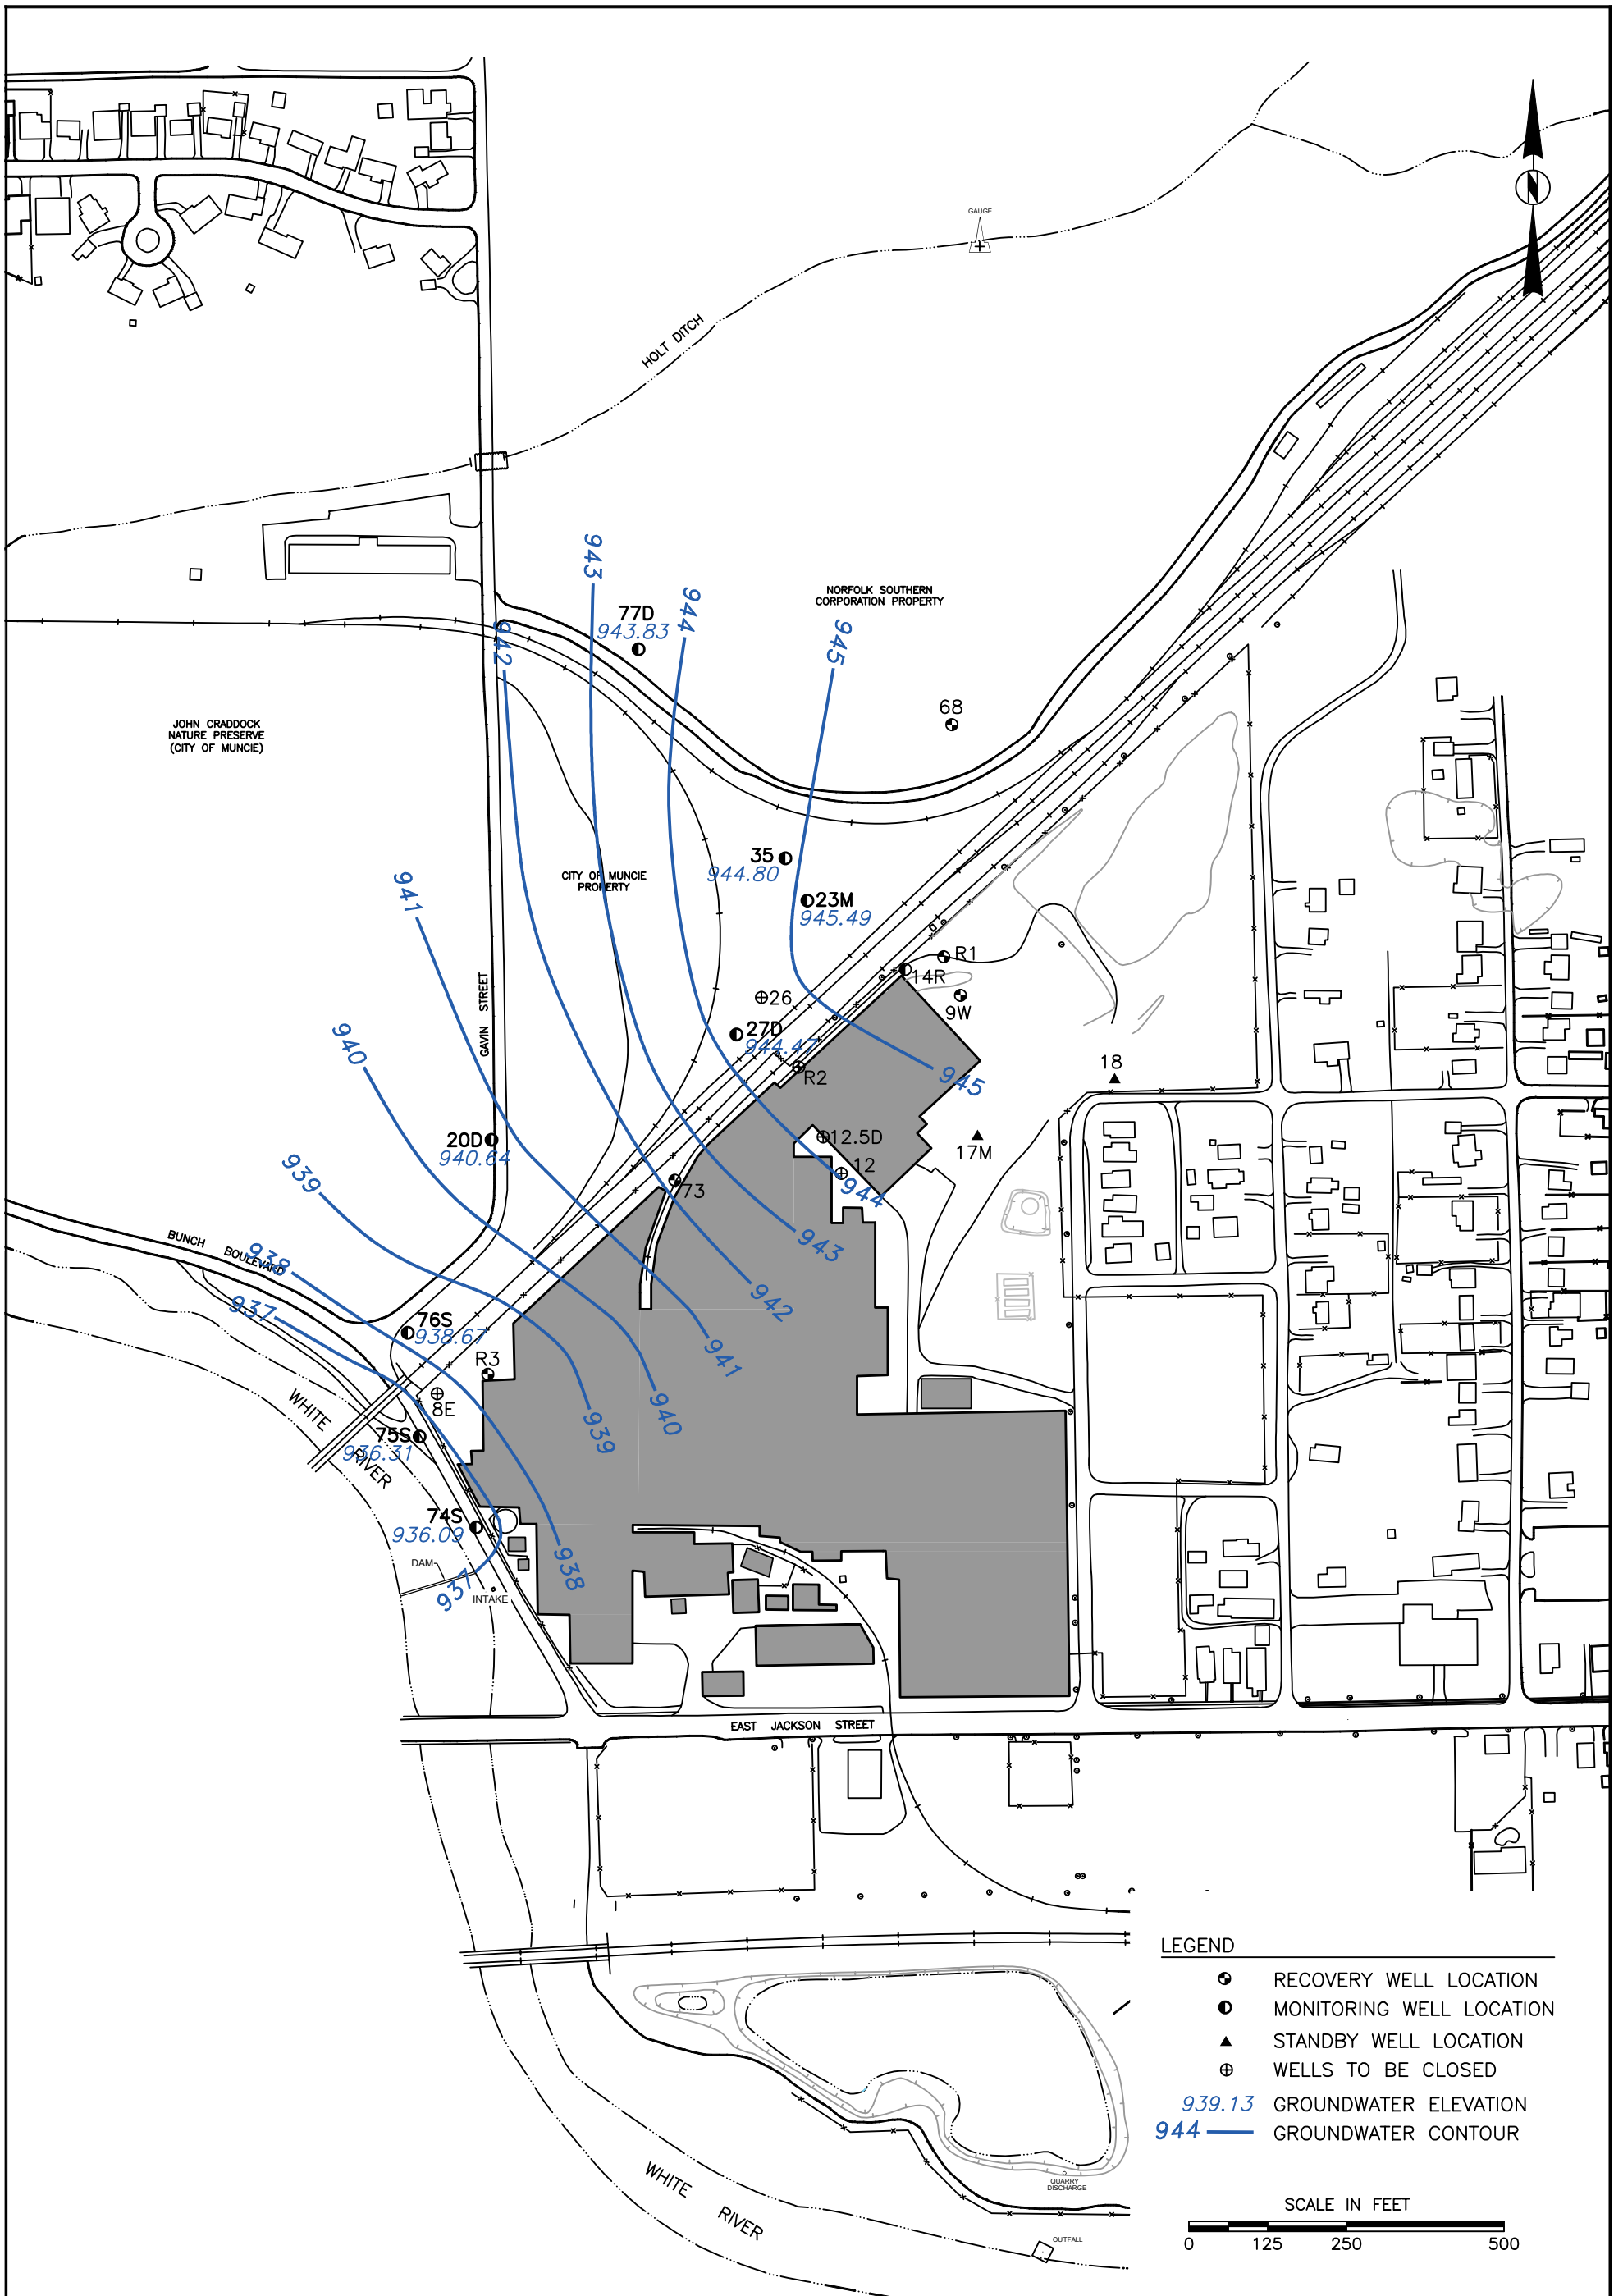 GAUGE
HOLT DITCH
943
944
NORFOLK SOUTHERN
CORPORATION PROPERTY
77D
943.83
942
945
68
JOHN CRADDOCK
NATURE PRESERVE
(CITY OF MUNCIE)
35
944.80
CITY OF MUNCIE
PROPERTY
941
23M
945.49
R1
14R
GAVIN STREET
26
9W
27D
944.47
940
R2
945
18
20D
940.64
12.5D
17M
12
939
73
944
BUNCH BOULEVARD
938
943
937
942
76S
938.67
R3
941
8E
WHITE RIVER
940
939
75S
936.31
74S
936.09
DAM
937
INTAKE
938
EAST JACKSON STREET
LEGEND
RECOVERY WELL LOCATION
MONITORING WELL LOCATION
STANDBY WELL LOCATION
WELLS TO BE CLOSED
939.13 GROUNDWATER ELEVATION
944 GROUNDWATER CONTOUR
WHITE RIVER
QUARRY
DISCHARGE
OUTFALL
SCALE IN FEET
0 125 250 500
N